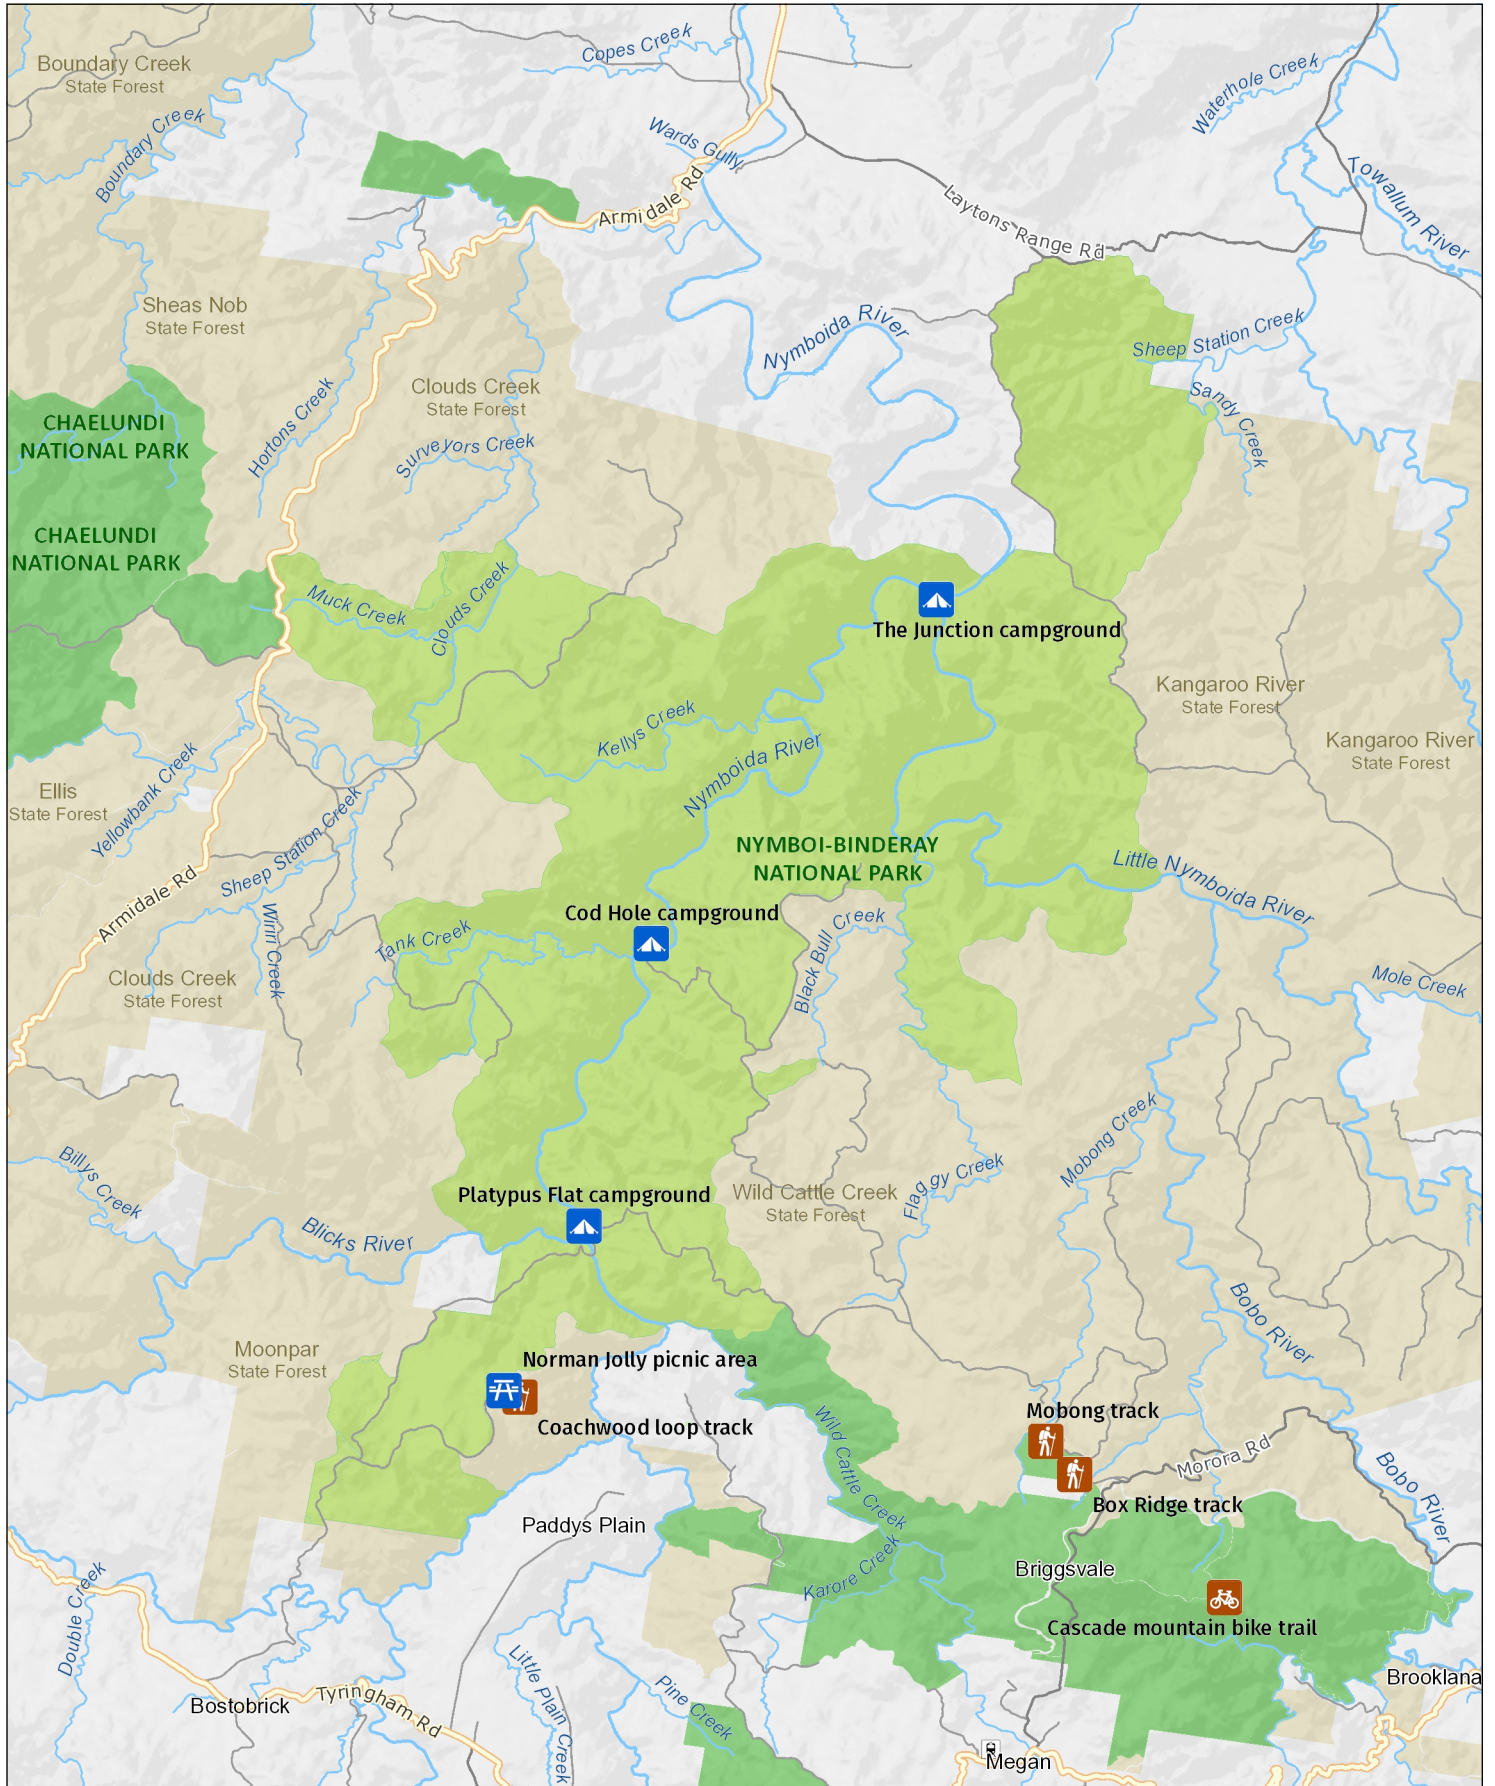 Copes Creek
Boundary Creek
State Forest
Waterhole Creek
Boundary Creek
Wards Gully
Towallum River
Armidale Rd
Laytons Range Rd
Sheas Nob
State Forest
Nymboida River
Sheep Station Creek
Clouds Creek
State Forest
Sandy Creek
CHAELUNDI
NATIONAL PARK
Hortons Creek
Surveyors Creek
CHAELUNDI
NATIONAL PARK
Muck Creek
Clouds Creek
The Junction campground
Kangaroo River
State Forest
Kellys Creek
Nymboida River
Kangaroo River
State Forest
Ellis
State Forest
Yellowbank Creek
Sheep Station Creek
NYMBOI-BINDERAY
NATIONAL PARK
Little Nymboida River
Armidale Rd
Cod Hole campground
Wiriri Creek
Tank Creek
Black Bull Creek
Clouds Creek
State Forest
Mole Creek
Mobong Creek
Billys Creek
Platypus Flat campground
Wild Cattle Creek
State Forest
Flaggy Creek
Blicks River
Bobo River
Moonpar
State Forest
Norman Jolly picnic area
Coachwood loop track
Mobong track
Wild Cattle Creek
Morora Rd
Bobo River
Box Ridge track
Paddys Plain
Karore Creek
Briggsvale
Double Creek
Cascade mountain bike trail
Little Plain Creek
Pine Creek
Brooklana
Bostobrick
Tyringham Rd
Megan